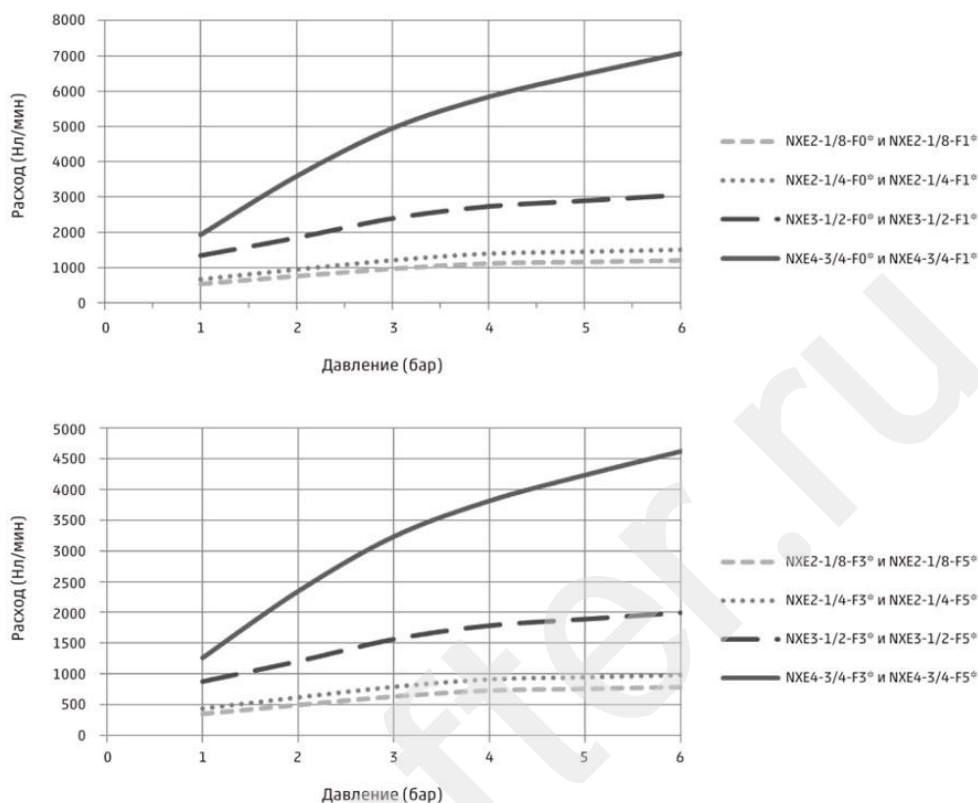 8000
7000
6000
5000
4000
3000
2000
1000
0
Расход (Нл/мин)
0 1 2 3 4 5 6
Давление (бар)
NXE2-1/8-F0* и NXE2-1/8-F1*
NXE2-1/4-F0* и NXE2-1/4-F1*
NXE3-1/2-F0* и NXE3-1/2-F1*
NXE4-3/4-F0* и NXE4-3/4-F1*
5000
4500
4000
3500
3000
2500
2000
1500
1000
500
0
Расход (Нл/мин)
0 1 2 3 4 5 6
Давление (бар)
NXE2-1/8-F3* и NXE2-1/8-F5*
NXE2-1/4-F3* и NXE2-1/4-F5*
NXE3-1/2-F3* и NXE3-1/2-F5*
NXE4-3/4-F3* и NXE4-3/4-F5*
fter.ru